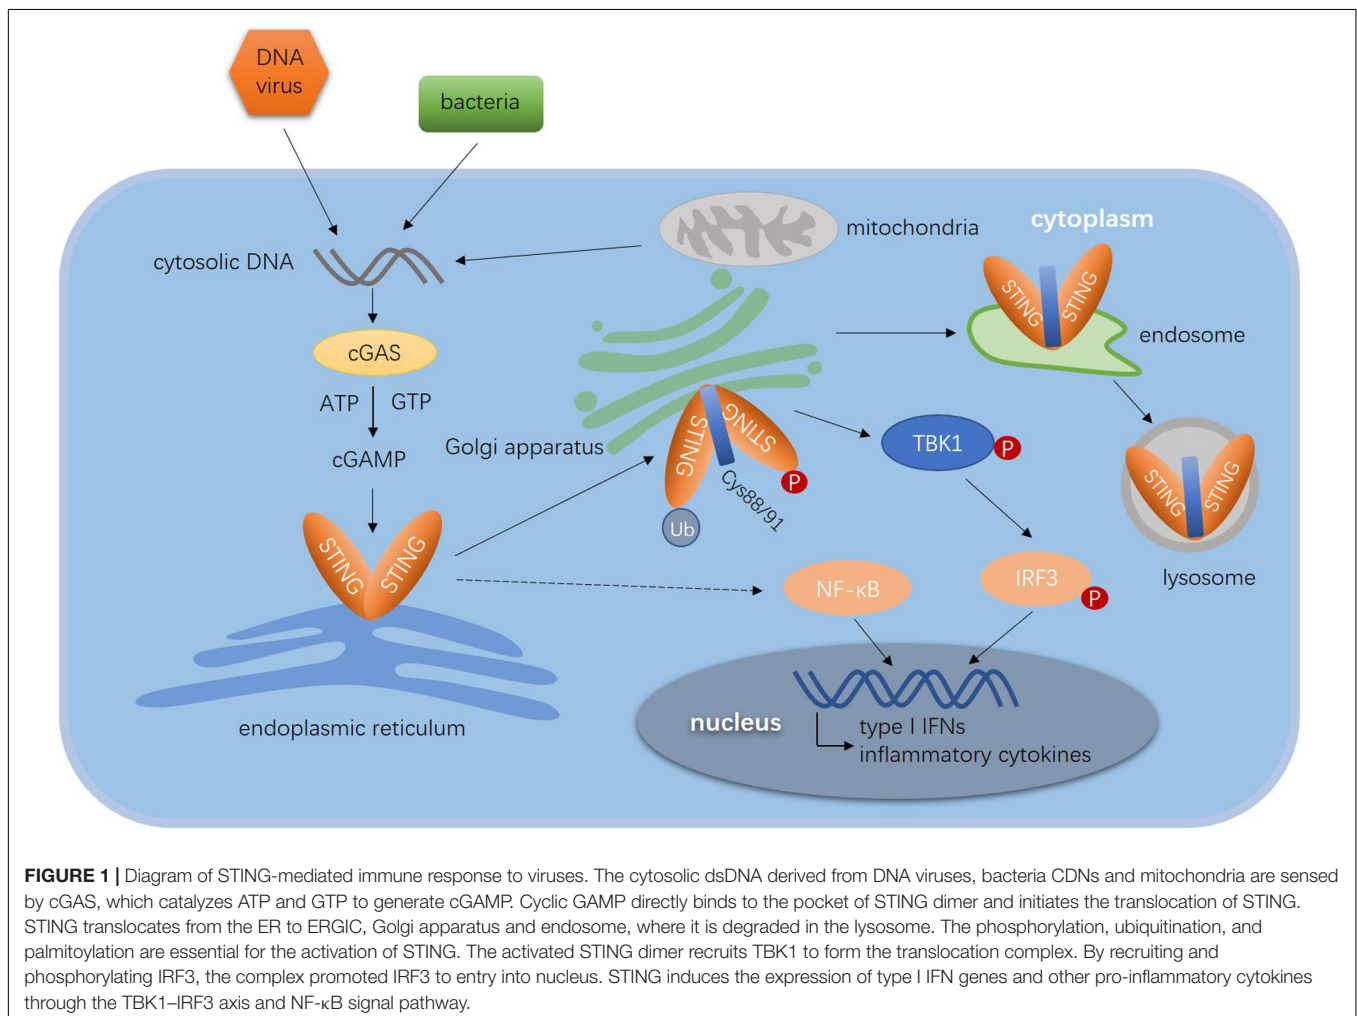 DNA
virus
bacteria
cytoplasm
mitochondria
cytosolic DNA
STING
STING
endosome
cGAS
ATP
GTP
cGAMP
Golgi apparatus
STING
STING
P
Cys88/91
Ub
TBK1
P
STING
STING
lysosome
STING
STING
NF-κB
IRF3
P
endoplasmic reticulum
nucleus
type I IFNs
inflammatory cytokines
FIGURE 1 | Diagram of STING-mediated immune response to viruses. The cytosolic dsDNA derived from DNA viruses, bacteria CDNs and mitochondria are sensed
by cGAS, which catalyzes ATP and GTP to generate cGAMP. Cyclic GAMP directly binds to the pocket of STING dimer and initiates the translocation of STING.
STING translocates from the ER to ERGIC, Golgi apparatus and endosome, where it is degraded in the lysosome. The phosphorylation, ubiquitination, and
palmitoylation are essential for the activation of STING. The activated STING dimer recruits TBK1 to form the translocation complex. By recruiting and
phosphorylating IRF3, the complex promoted IRF3 to entry into nucleus. STING induces the expression of type I IFN genes and other pro-inflammatory cytokines
through the TBK1–IRF3 axis and NF-κB signal pathway.